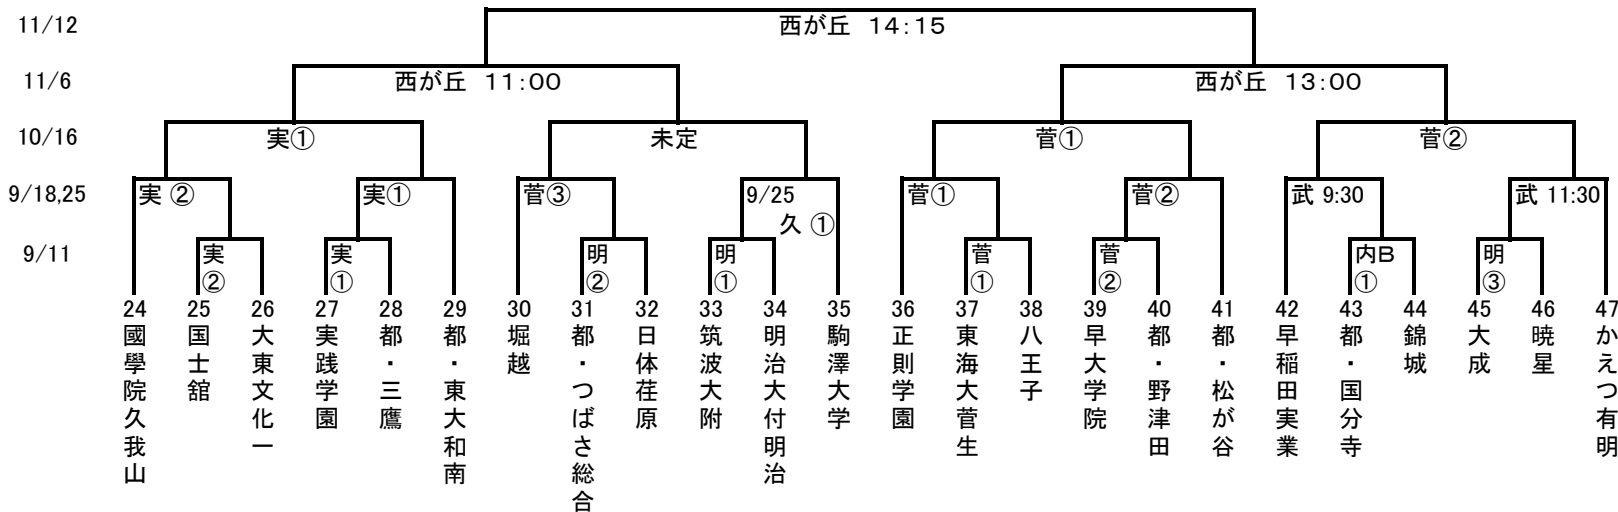 11/12
西が丘 14:15
11/6
西が丘 11:00
西が丘 13:00
10/16
実①
未定
菅①
菅②
9/18,25
実 ②
実①
菅③
9/25
久 ①
菅①
菅②
武 9:30
武 11:30
9/11
実②
実①
明②
明①
菅①
菅②
内B①
明③
24 國學院久我山
25 国士舘
26 大東文化一
27 実践学園
28 都・三鷹
29 都・東大和南
30 堀越
31 都・つばさ総合
32 日体荏原
33 筑波大附
34 明治大付明治
35 駒澤大学
36 正則学園
37 東海大菅生
38 八王子
39 早大学院
40 都・野津田
41 都・松が谷
42 早稲田実業
43 都・国分寺
44 錦城
45 大成
46 暁星
47 かえつ有明